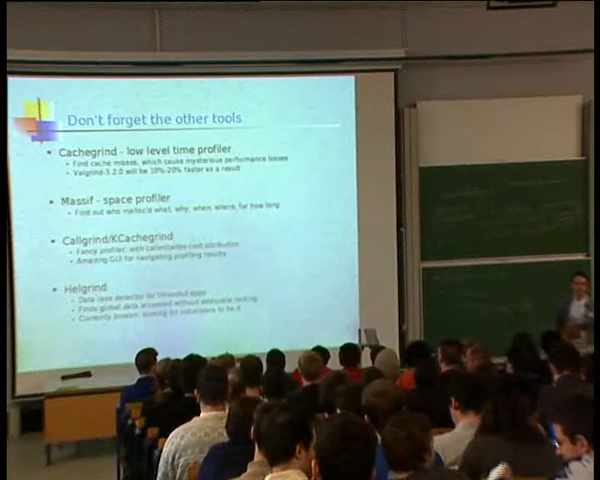 Don't forget the other tools
Cachegrind - low level time profiler
Find cache misses, which cause mysterious performance losses
Valgrind-3.2.0 will be 10%-20% faster as a result
Massif - space profiler
Find out who malloc'd what, why, when, where, for how long
Callgrind/KCachegrind
Fancy profiler, with caller/callee cost attribution
Amazing GUI for navigating profiling results
Helgrind
Data race detector for threaded apps
Finds global data accessed without adequate locking
Currently broken; looking for volunteers to fix it